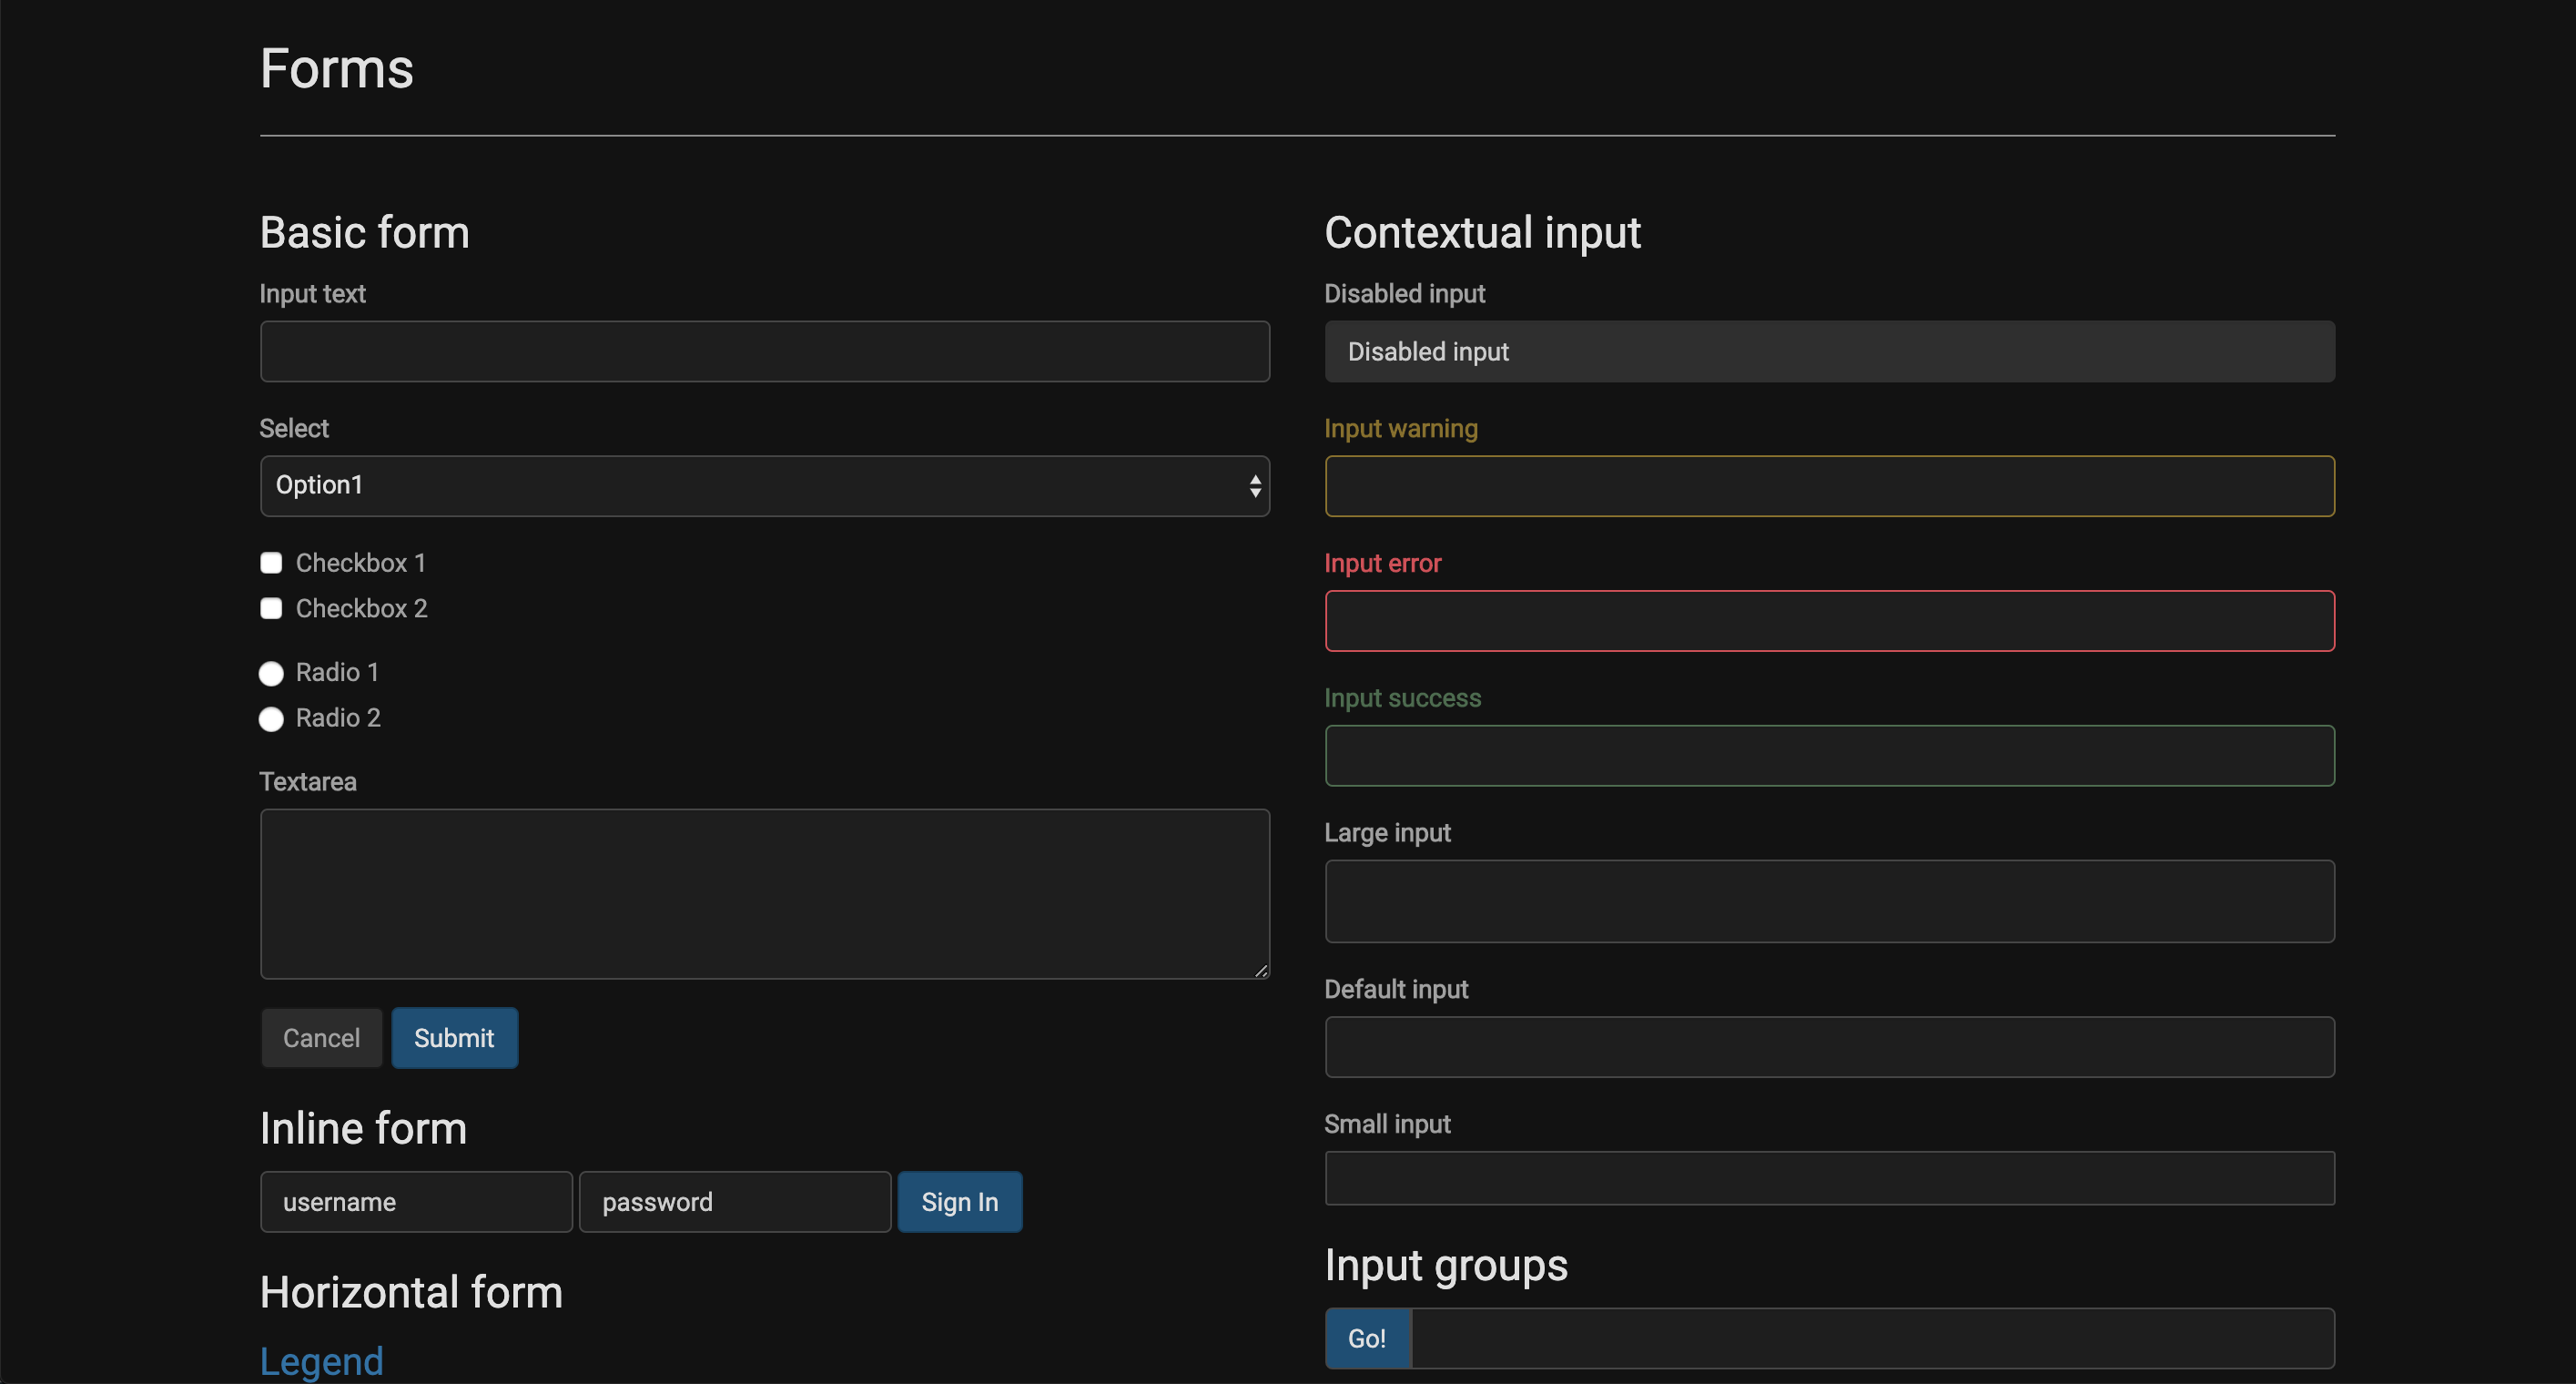 Forms
Basic form
Input text
Select
Option1
Checkbox 1
Checkbox 2
Radio 1
Radio 2
Textarea
Cancel Submit
Inline form
username password Sign In
Horizontal form
Legend
Contextual input
Disabled input
Disabled input
Input warning
Input error
Input success
Large input
Default input
Small input
Input groups
Go!